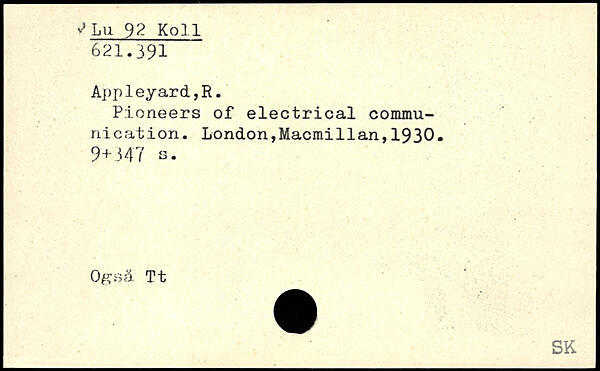 ✓ Lu 92 Koll
621.391
Appleyard,R.
Pioneers of electrical commu-
nication. London,Macmillan,1930.
9+347 s.
Også Tt
SK